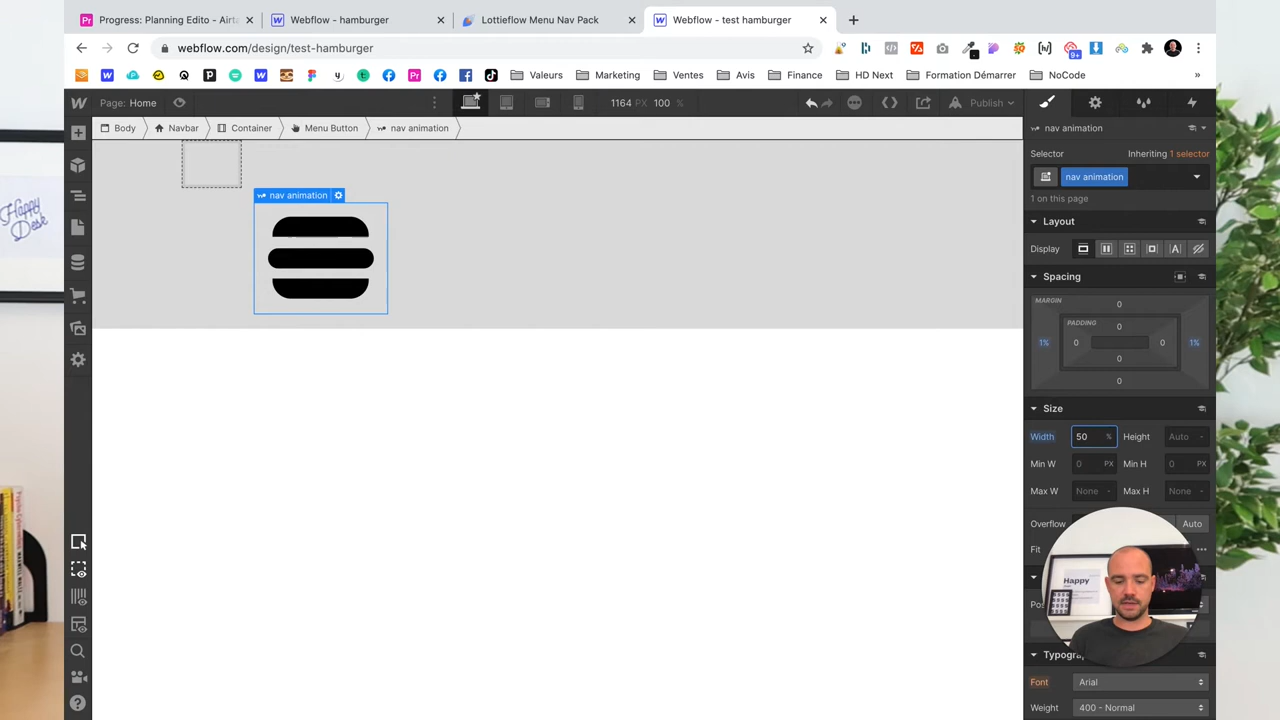 Progress: Planning Edito - Airta
Webflow - hamburger
Lottieflow Menu Nav Pack
Webflow - test hamburger
webflow.com/design/test-hamburger
9+
Valeurs
Marketing
Ventes
Avis
Finance
HD Next
Formation Démarrer
NoCode
»
Page: Home
1164 PX 100 %
Publish
Body
Navbar
Container
Menu Button
nav animation
nav animation
Selector
Inheriting 1 selector
nav animation
1 on this page
Layout
Display
Spacing
MARGIN
0
PADDING
0
1%
0
0
1%
0
0
Size
Width
50 %
Height
Auto -
Min W
0 PX
Min H
0 PX
Max W
None -
Max H
None -
Overflow
Auto
Fit
Pos
Typogra
Font
Arial
Weight
400 - Normal
nav animation
Happy
Happy